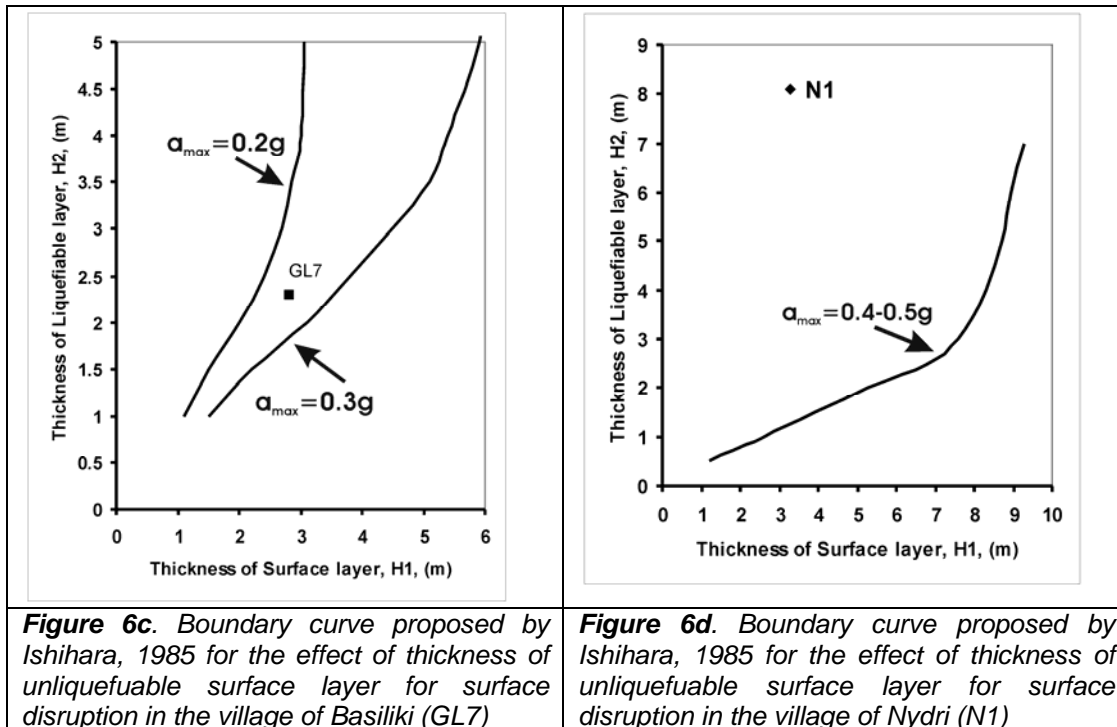 Thickness of Liquefiable layer, H2, (m)
5
4.5
4
3.5
3
2.5
2
1.5
1
0.5
0
0 1 2 3 4 5 6
Thickness of Surface layer, H1, (m)
amax=0.2g
GL7
amax=0.3g
Thickness of Liquefiable layer, H2, (m)
9
8
7
6
5
4
3
2
1
0
0 1 2 3 4 5 6 7 8 9 10
Thickness of Surface layer, H1, (m)
N1
amax=0.4-0.5g
Figure 6c. Boundary curve proposed by
Ishihara, 1985 for the effect of thickness of
unliquefuable surface layer for surface
disruption in the village of Basiliki (GL7)
Figure 6d. Boundary curve proposed by
Ishihara, 1985 for the effect of thickness of
unliquefuable surface layer for surface
disruption in the village of Nydri (N1)